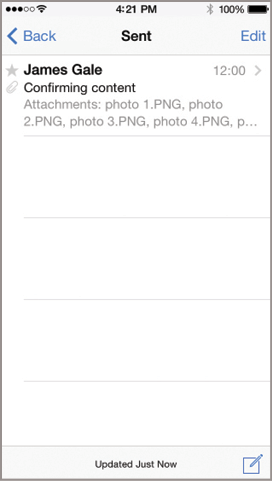 4:21 PM 100%
Back Sent Edit
James Gale 12:00
Confirming content
Attachments: photo 1.PNG, photo
2.PNG, photo 3.PNG, photo 4.PNG, p...
Updated Just Now